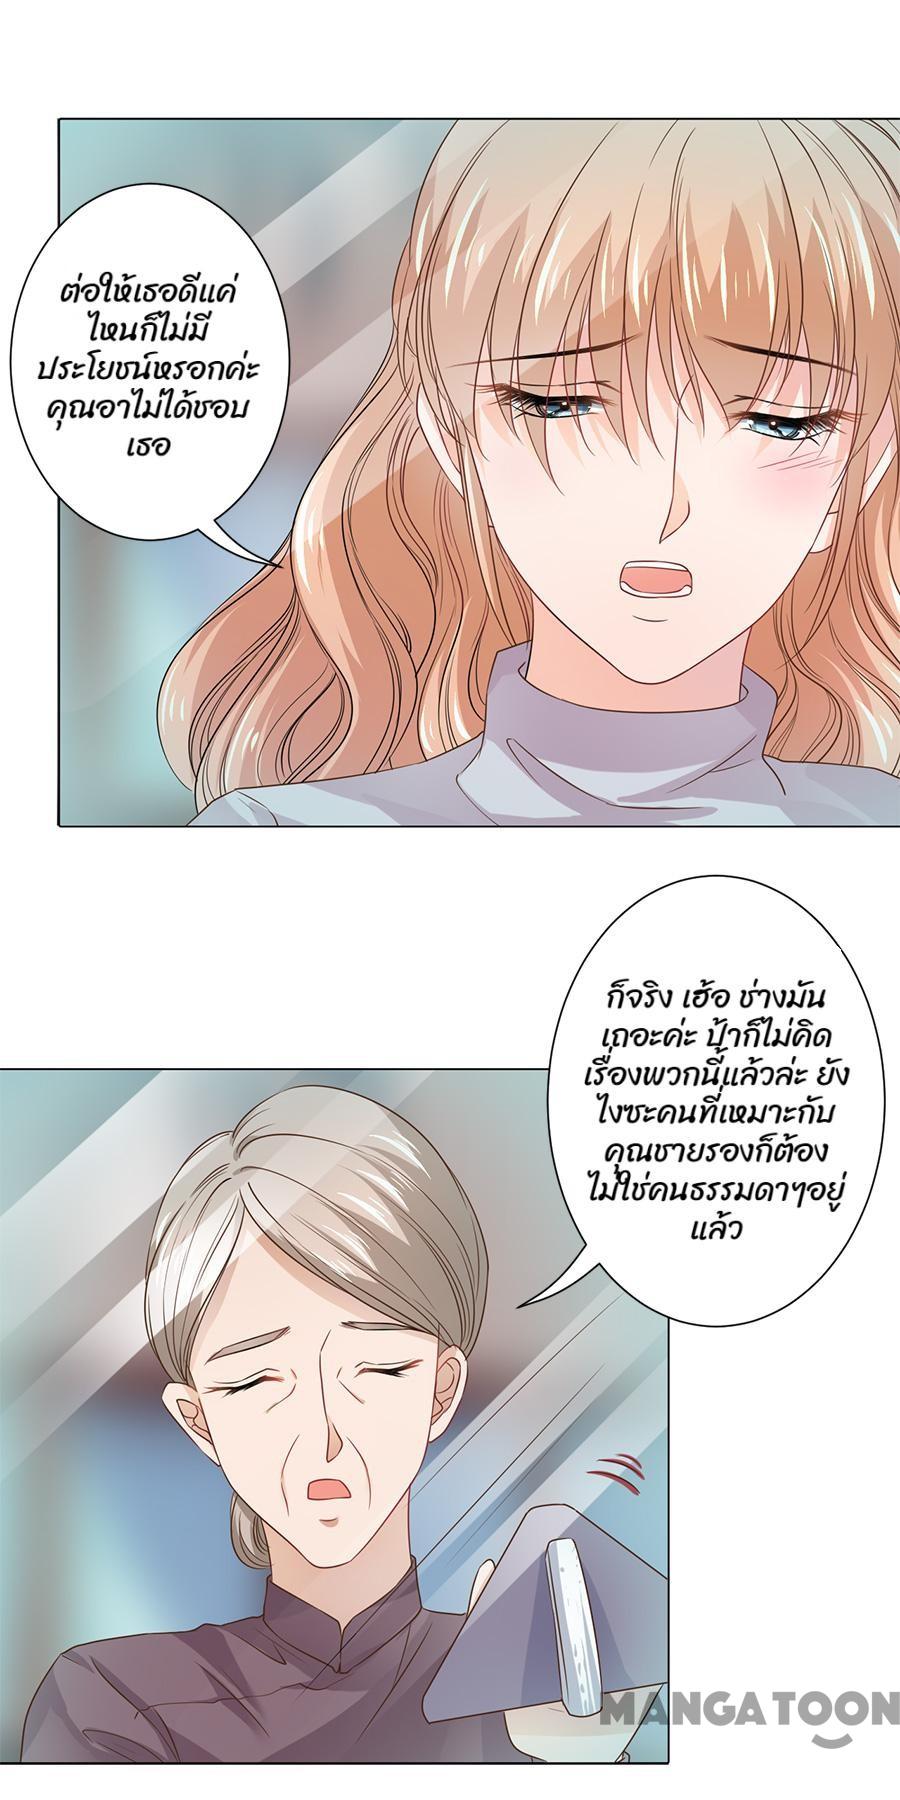 ต่อให้เธอดีแค่
ไหนก็ไม่มี
ประโยชน์หรอกค่ะ
คุณอาไม่ได้ชอบ
เธอ
ก็จริง เฮ้อ ช่างมัน
เถอะค่ะ ป้าก็ไม่คิด
เรื่องพวกนี้แล้วล่ะ ยัง
ไงซะคนที่เหมาะกับ
คุณชายรองก็ต้อง
ไม่ใช่คนธรรมดาๆอยู่
แล้ว
MANGATOON